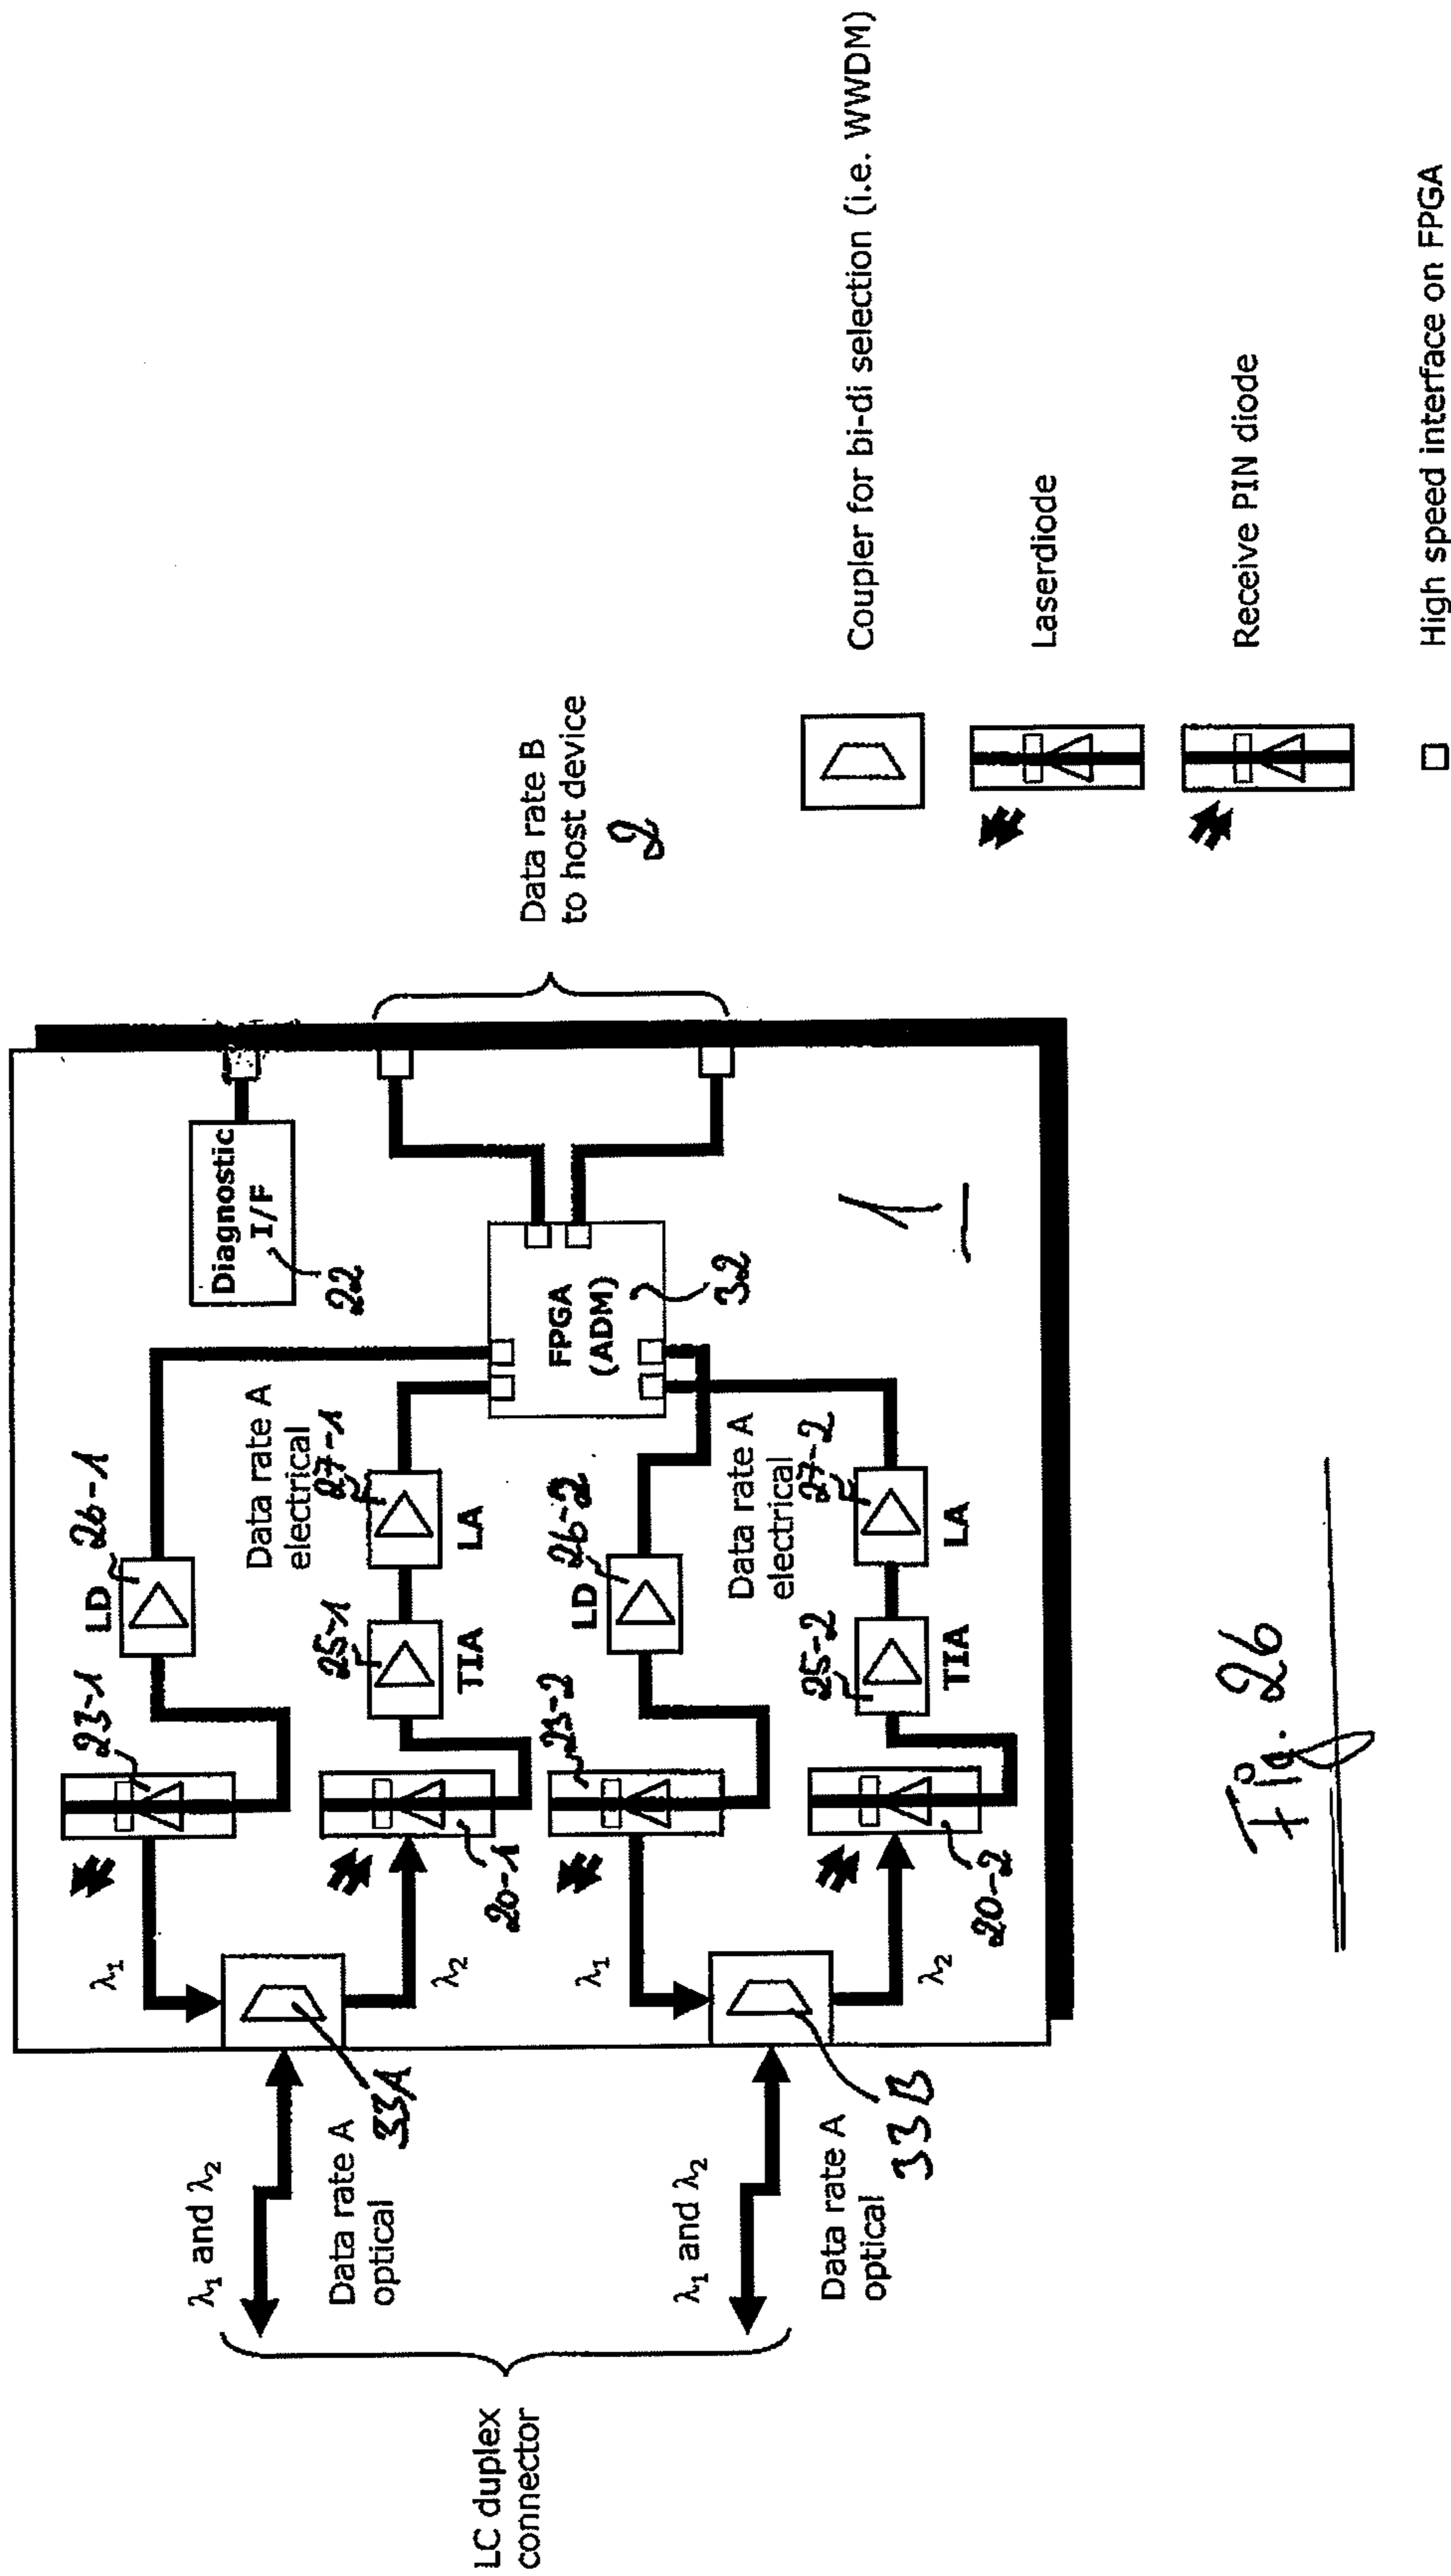 LC duplex
connector
λ₁ and λ₂
Data rate A
optical
33A
λ₁ and λ₂
Data rate A
optical
33B
λ₁
λ₂
λ₁
λ₂
23-1
20-1
23-2
20-2
LD
26-1
25-1
TIA
Data rate A
electrical
27-1
LA
LD
26-2
25-2
TIA
Data rate A
electrical
27-2
LA
Diagnostic
I/F
22
FPGA
(ADM)
32
1
Data rate B
to host device
2
Coupler for bi-di selection (i.e. WWDM)
Laserdiode
Receive PIN diode
High speed interface on FPGA
Fig. 26